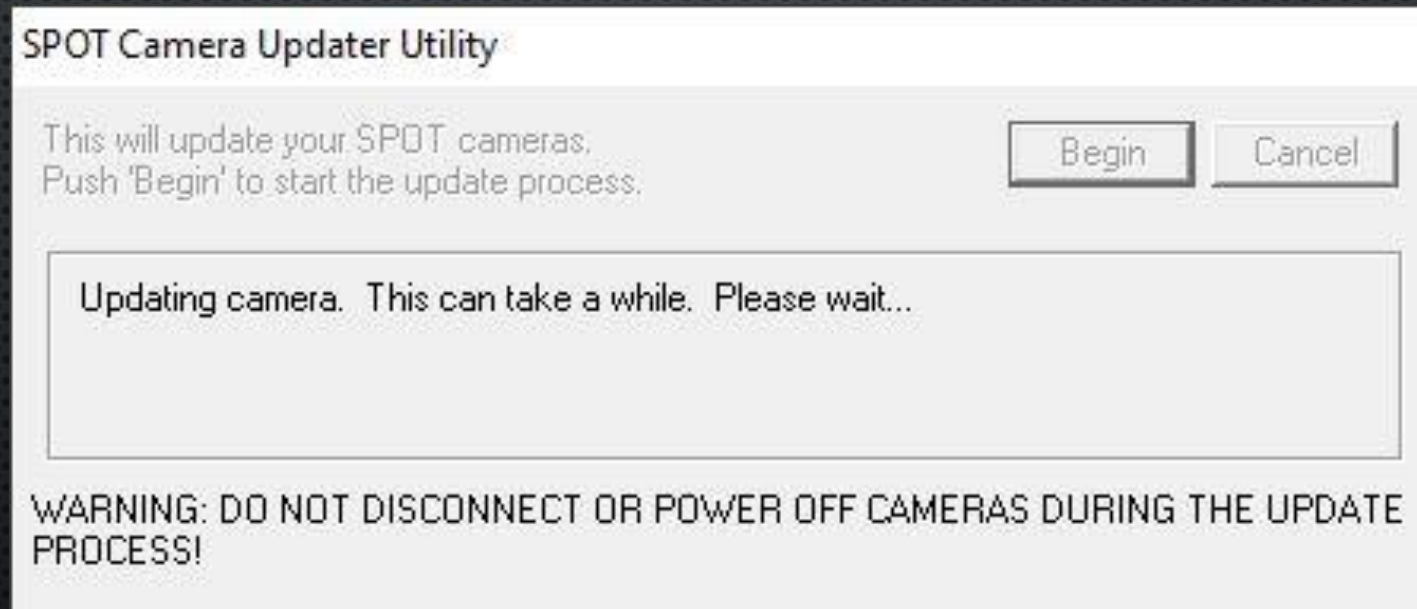 SPOT Camera Updater Utility
This will update your SPOT cameras.
Push 'Begin' to start the update process.
Begin
Cancel
Updating camera.  This can take a while.  Please wait...
WARNING: DO NOT DISCONNECT OR POWER OFF CAMERAS DURING THE UPDATE
PROCESS!